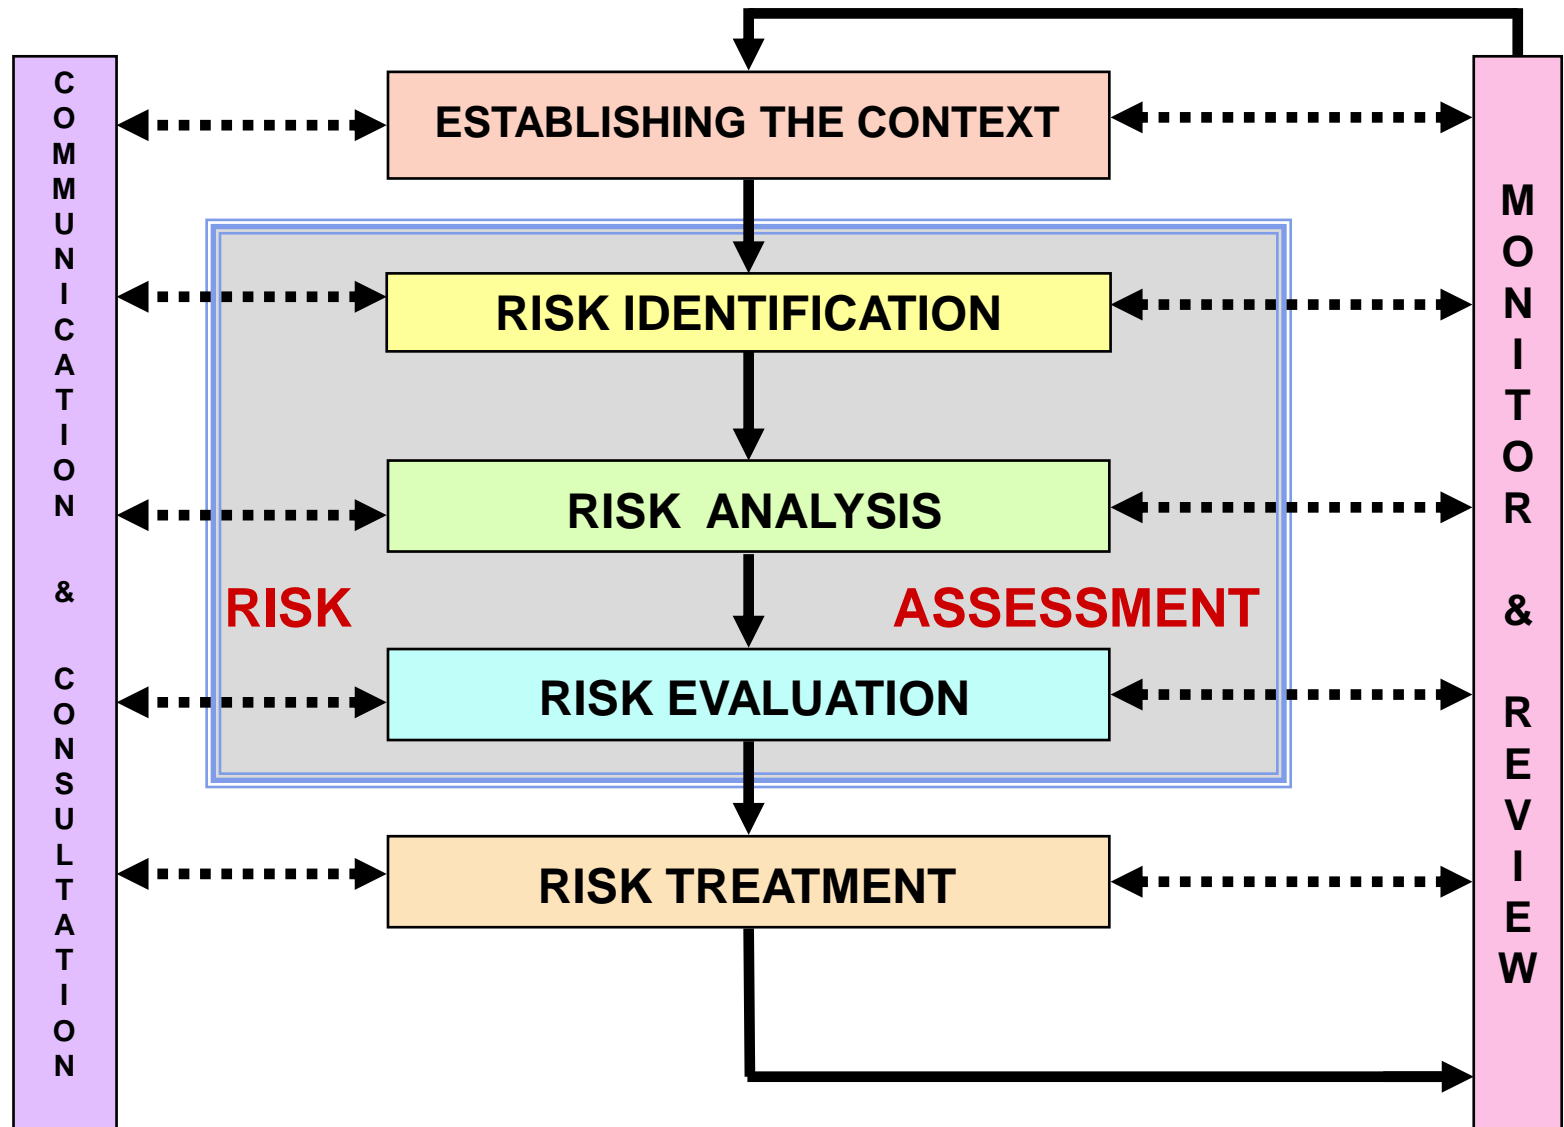 COMMUNICATION & CONSULTATION
ESTABLISHING THE CONTEXT
RISK IDENTIFICATION
RISK ANALYSIS
RISK ASSESSMENT
RISK EVALUATION
RISK TREATMENT
MONITOR & REVIEW